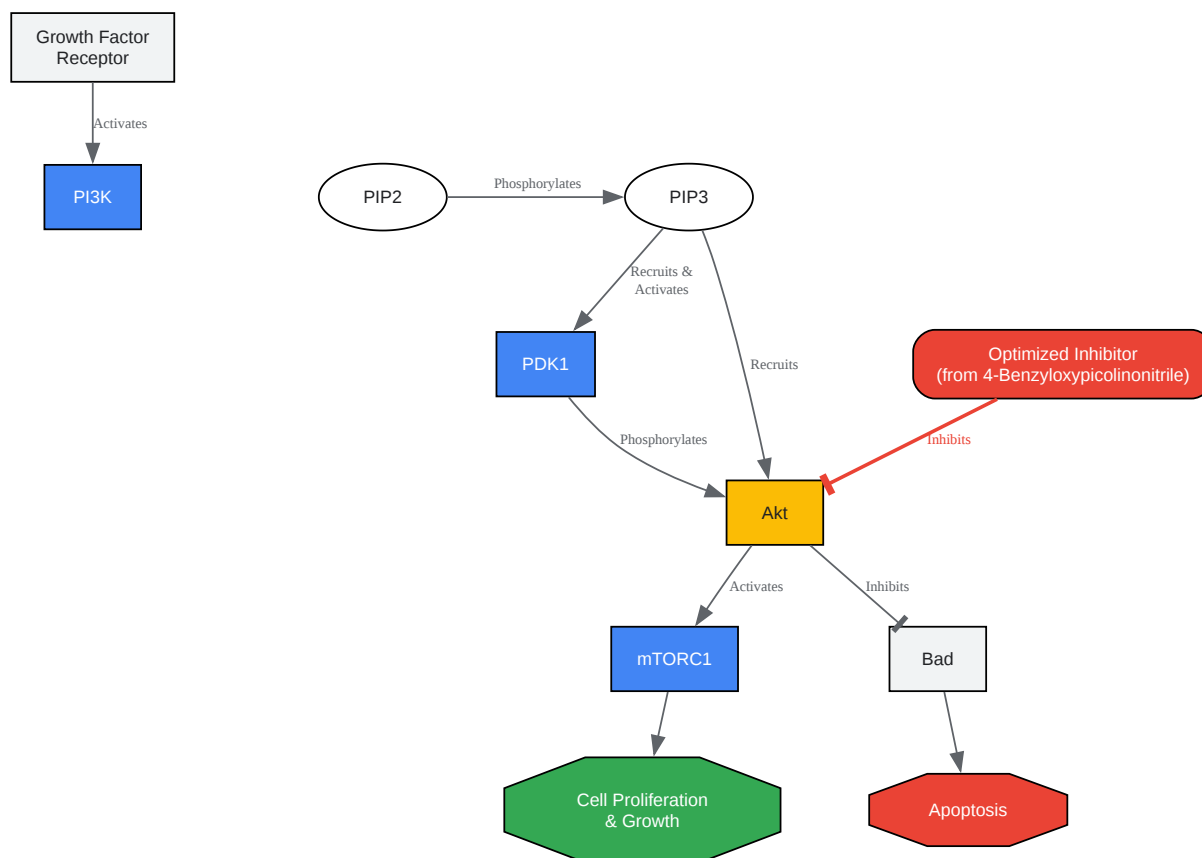 Growth Factor
Receptor
Activates
PI3K
PIP2
Phosphorylates
PIP3
Recruits &
Activates
PDK1
Recruits
Optimized Inhibitor
(from 4-Benzyloxypicolinonitrile)
Phosphorylates
Inhibits
Akt
Activates
Inhibits
mTORC1
Bad
Cell Proliferation
& Growth
Apoptosis